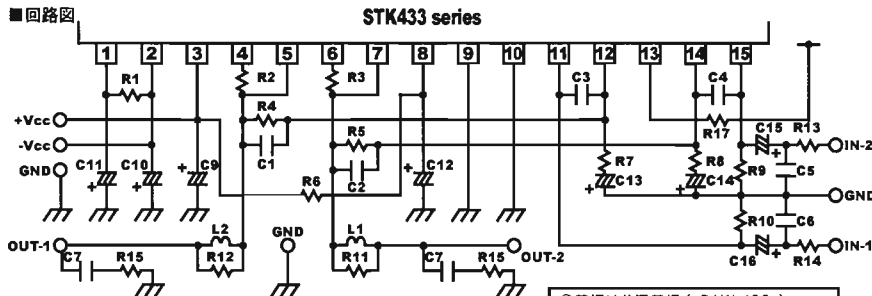 ■回路図
STK433 series
1 2 3 4 5 6 7 8 9 10 11 12 13 14 15
R1 R2 R3 C3 C4
+Vcc R4 R17 C15 R13
-Vcc R5 IN-2
GND C11 C10 C9 C1 C2 C12 R7 R8 R9 C5
R6 C13 C14 GND
R10 C6
OUT-1 L2 GND L1 OUT-2 IN-1
C7 R15 R12 R11 C7 R15 C16 R14